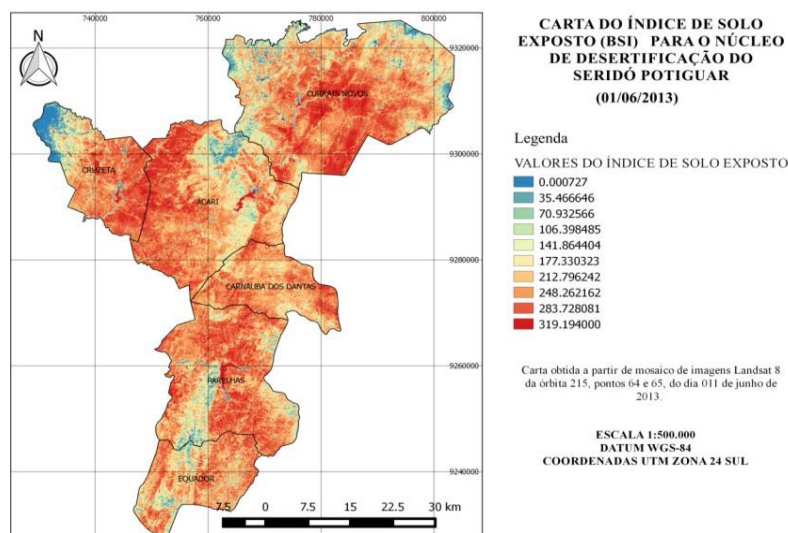 740000 760000 780000 800000
N
9320000
9300000
9280000
9260000
9240000
CURRAIS NOVOS
CRUZETA
ACARI
CARNAUBA DOS DANTAS
PARELHAS
EQUADOR
7.5 0 7.5 15 22.5 30 km
CARTA DO ÍNDICE DE SOLO
EXPOSTO (BSI) PARA O NÚCLEO
DE DESERTIFICAÇÃO DO
SERIDÓ POTIGUAR
(01/06/2013)
Legenda
VALORES DO ÍNDICE DE SOLO EXPOSTO
0.000727
35.466646
70.932566
106.398485
141.864404
177.330323
212.796242
248.262162
283.728081
319.194000
Carta obtida a partir de mosaico de imagens Landsat 8
da órbita 215, pontos 64 e 65, do dia 011 de junho de
2013.
ESCALA 1:500.000
DATUM WGS-84
COORDENADAS UTM ZONA 24 SUL